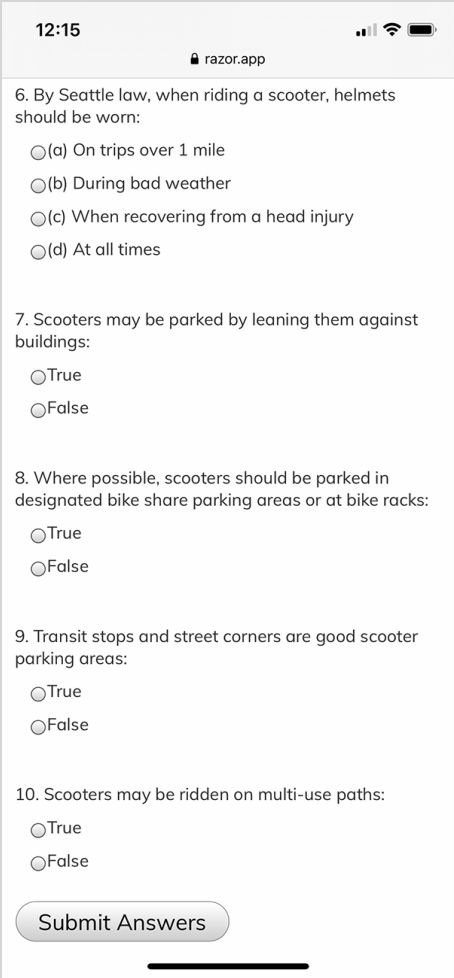 12:15
razor.app
6. By Seattle law, when riding a scooter, helmets
should be worn:
(a) On trips over 1 mile
(b) During bad weather
(c) When recovering from a head injury
(d) At all times
7. Scooters may be parked by leaning them against
buildings:
True
False
8. Where possible, scooters should be parked in
designated bike share parking areas or at bike racks:
True
False
9. Transit stops and street corners are good scooter
parking areas:
True
False
10. Scooters may be ridden on multi-use paths:
True
False
Submit Answers